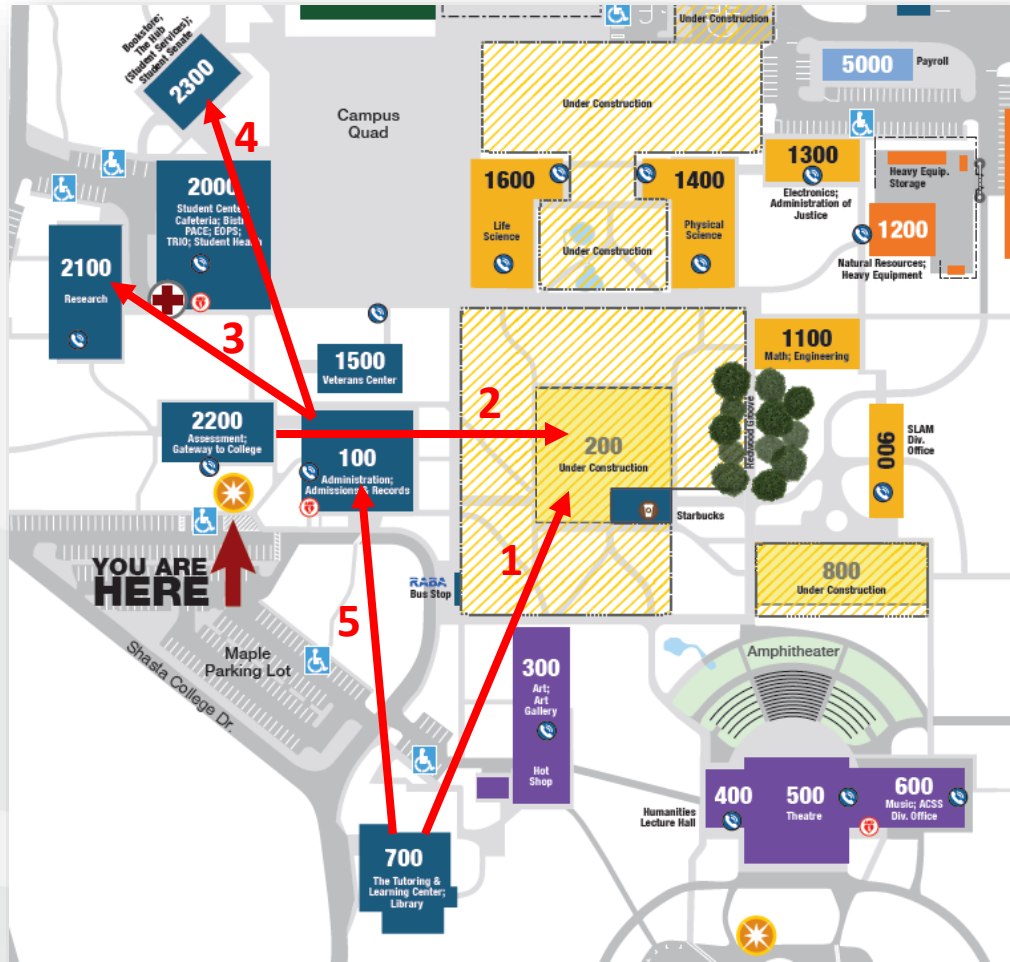 Bookstore;
The Hub
(Student Services);
Student Senate
2300
Campus
Quad
Under Construction
Under Construction
5000
Payroll
4
2000
Student Center;
Cafeteria; Bistro;
PACE; EOPS;
TRIO; Student Health
1600
Life
Science
1400
Physical
Science
Under Construction
1300
Electronics;
Administration of
Justice
Heavy Equip.
Storage
1200
Natural Resources;
Heavy Equipment
2100
Research
3
1500
Veterans Center
1100
Math; Engineering
2
2200
Assessment;
Gateway to College
100
Administration;
Admissions & Records
200
Under Construction
Redwood Groove
900
SLAM
Div.
Office
Starbucks
1
YOU ARE
HERE
RABA
Bus Stop
800
Under Construction
5
Shasta College Dr.
Maple
Parking Lot
300
Art;
Art
Gallery
Hot
Shop
Amphitheater
Humanities
Lecture Hall
400
500
Theatre
600
Music; ACSS
Div. Office
700
The Tutoring &
Learning Center;
Library